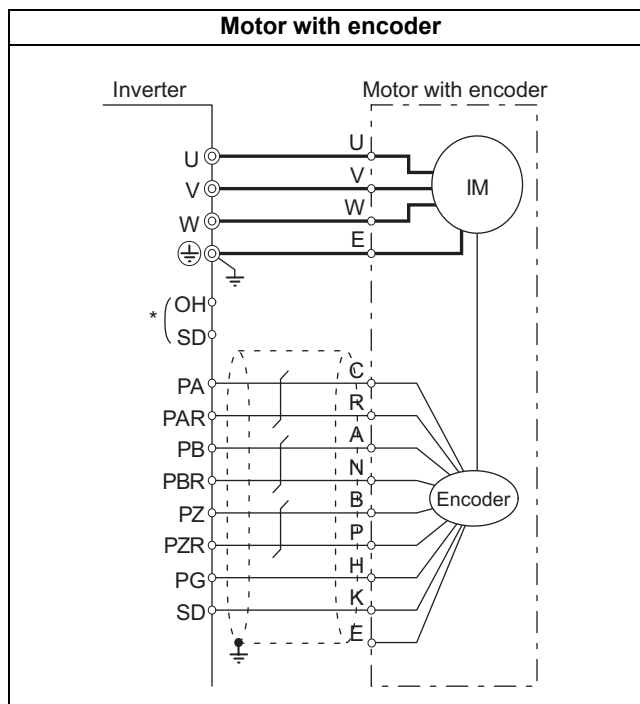 Motor with encoder
Inverter
Motor with encoder
U
U
V
V
IM
W
W
E
*
OH
SD
PA
C
PAR
R
PB
A
PBR
N
Encoder
PZ
B
PZR
P
PG
H
SD
K
E